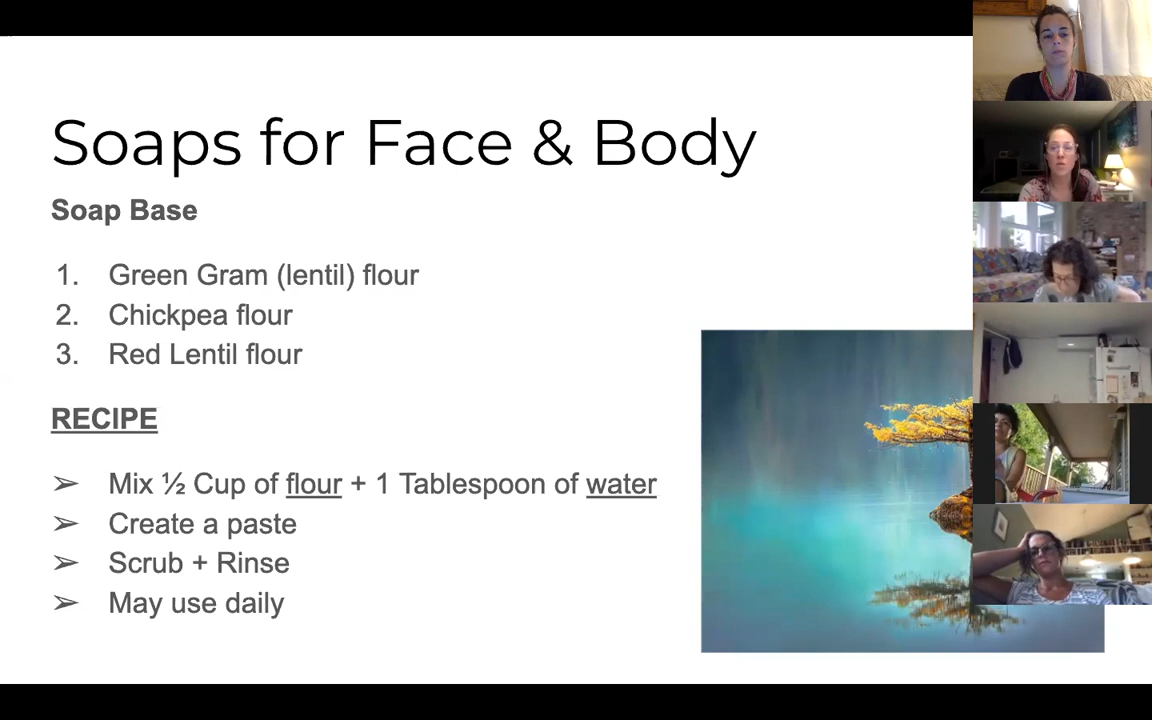 Soaps for Face & Body
Soap Base
1. Green Gram (lentil) flour
2. Chickpea flour
3. Red Lentil flour
RECIPE
➢ Mix ½ Cup of flour + 1 Tablespoon of water
➢ Create a paste
➢ Scrub + Rinse
➢ May use daily